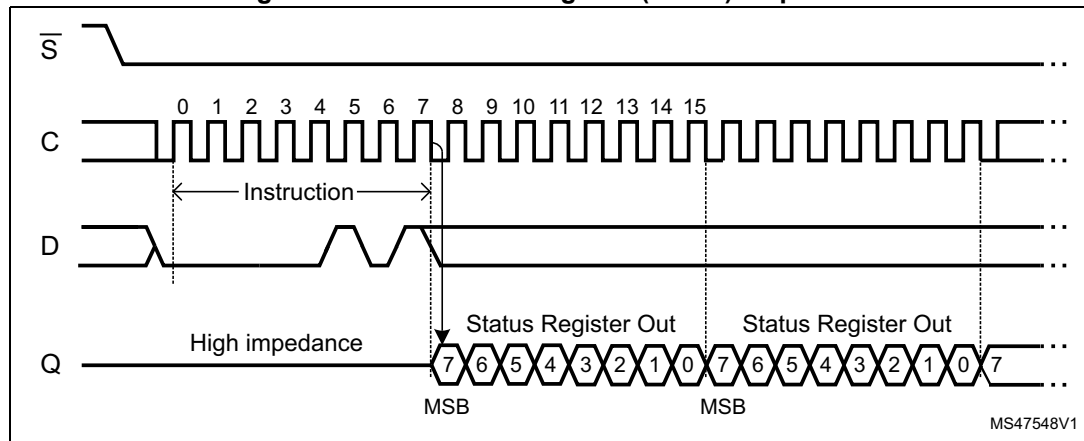 S
0 1 2 3 4 5 6 7 8 9 10 11 12 13 14 15
C
Instruction
D
Status Register Out Status Register Out
High impedance
Q
7 6 5 4 3 2 1 0 7 6 5 4 3 2 1 0 7
MSB MSB
MS47548V1